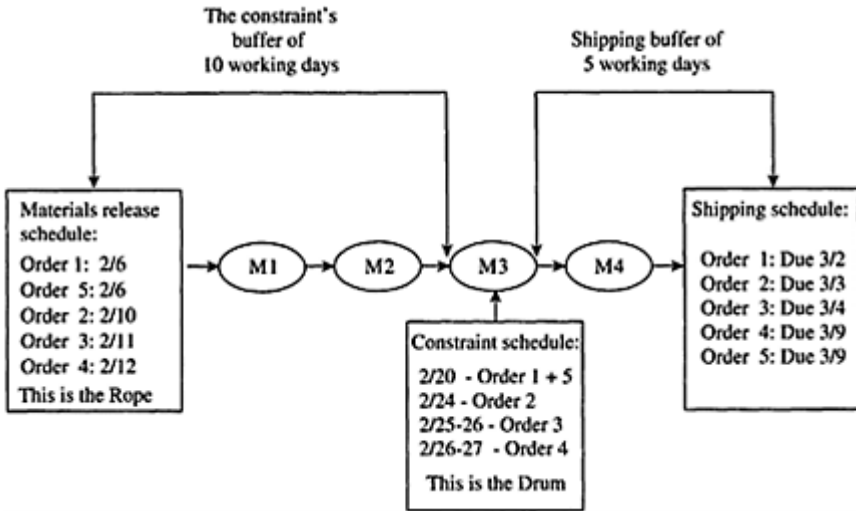 The constraint's
buffer of
10 working days
Shipping buffer of
5 working days
Materials release
schedule:
Order 1: 2/6
Order 5: 2/6
Order 2: 2/10
Order 3: 2/11
Order 4: 2/12
This is the Rope
M1
M2
M3
M4
Constraint schedule:
2/20 - Order 1 + 5
2/24 - Order 2
2/25-26 - Order 3
2/26-27 - Order 4
This is the Drum
Shipping schedule:
Order 1: Due 3/2
Order 2: Due 3/3
Order 3: Due 3/4
Order 4: Due 3/9
Order 5: Due 3/9